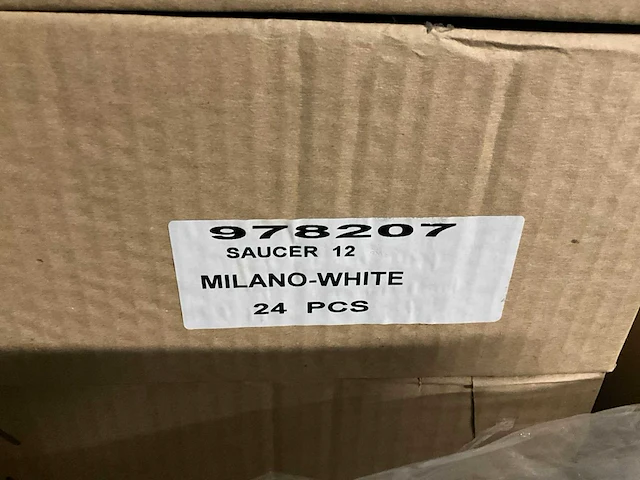 978207
SAUCER 12
MILANO-WHITE
24 PCS